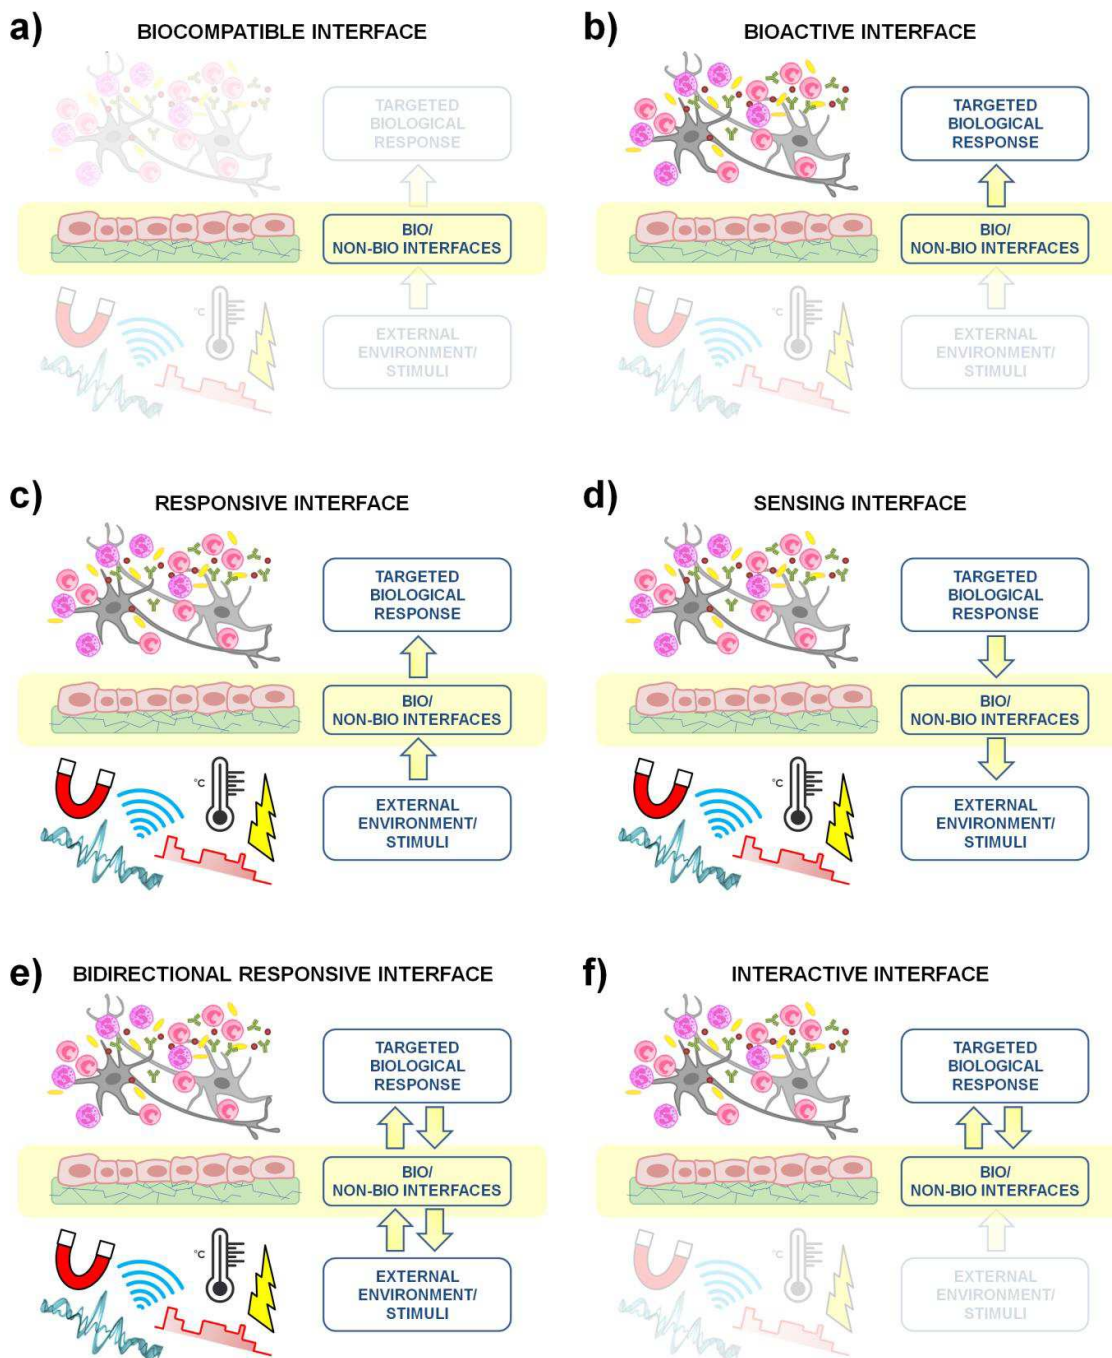 a)
BIOCOMPATIBLE INTERFACE
TARGETED
BIOLOGICAL
RESPONSE
BIO/
NON-BIO INTERFACES
°C
EXTERNAL
ENVIRONMENT/
STIMULI
b)
BIOACTIVE INTERFACE
TARGETED
BIOLOGICAL
RESPONSE
BIO/
NON-BIO INTERFACES
°C
EXTERNAL
ENVIRONMENT/
STIMULI
c)
RESPONSIVE INTERFACE
TARGETED
BIOLOGICAL
RESPONSE
BIO/
NON-BIO INTERFACES
°C
EXTERNAL
ENVIRONMENT/
STIMULI
d)
SENSING INTERFACE
TARGETED
BIOLOGICAL
RESPONSE
BIO/
NON-BIO INTERFACES
°C
EXTERNAL
ENVIRONMENT/
STIMULI
e)
BIDIRECTIONAL RESPONSIVE INTERFACE
TARGETED
BIOLOGICAL
RESPONSE
BIO/
NON-BIO INTERFACES
°C
EXTERNAL
ENVIRONMENT/
STIMULI
f)
INTERACTIVE INTERFACE
TARGETED
BIOLOGICAL
RESPONSE
BIO/
NON-BIO INTERFACES
°C
EXTERNAL
ENVIRONMENT/
STIMULI